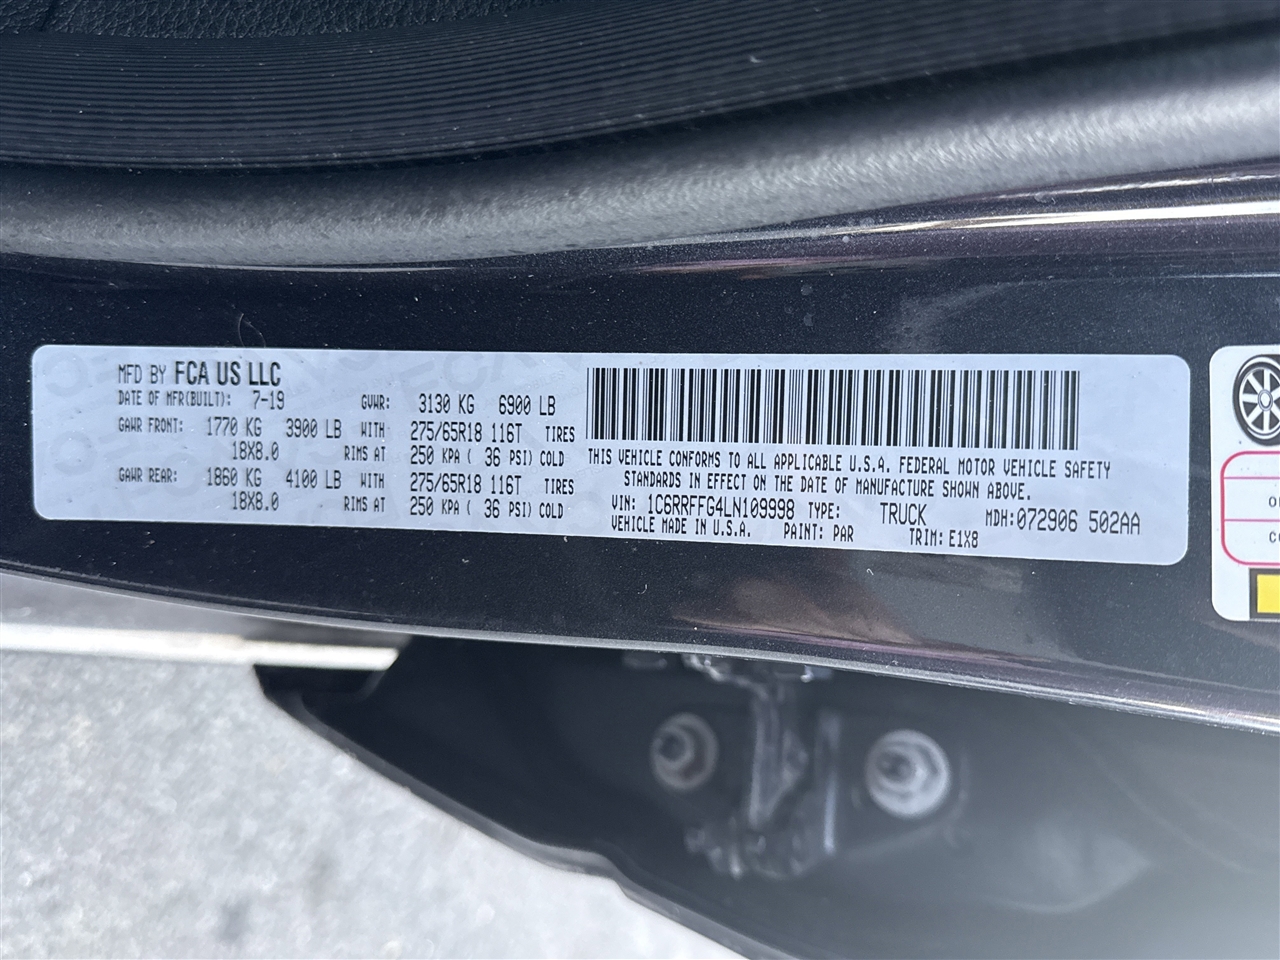 MFD BY FCA US LLC
DATE OF MFR(BUILT): 7-19 GVWR: 3130 KG 6900 LB
GAWR FRONT: 1770 KG 3900 LB WITH 275/65R18 116T TIRES
18X8.0 RIMS AT 250 KPA ( 36 PSI) COLD
GAWR REAR: 1860 KG 4100 LB WITH 275/65R18 116T TIRES
18X8.0 RIMS AT 250 KPA ( 36 PSI) COLD
THIS VEHICLE CONFORMS TO ALL APPLICABLE U.S.A. FEDERAL MOTOR VEHICLE SAFETY
STANDARDS IN EFFECT ON THE DATE OF MANUFACTURE SHOWN ABOVE.
VIN: 1C6RRFFG4LN109998 TYPE: TRUCK MDH:072906 502AA
VEHICLE MADE IN U.S.A. PAINT: PAR TRIM: E1X8